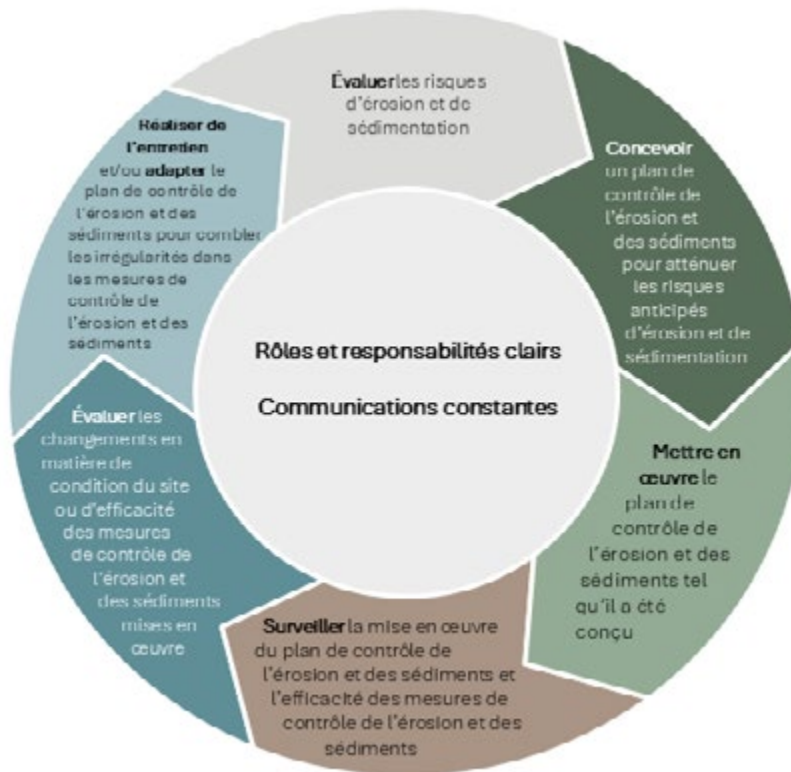 Évaluer les risques
d'érosion et de
sédimentation
Concevoir
un plan de
contrôle de
l'érosion et
des sédiments
pour atténuer
les risques
anticipés
d'érosion et de
sédimentation
Mettre en
œuvre le
plan de
contrôle de
l'érosion et des
sédiments tel
qu'il a été
conçu
Surveiller la mise en œuvre
du plan de contrôle de
l'érosion et des sédiments et
l'efficacité des mesures de
contrôle de l'érosion et des
sédiments
Évaluer les
changements en
matière de
condition du site
ou d'efficacité
des mesures
de contrôle de
l'érosion et
des sédiments
mises en
œuvre
Réaliser de
l'entretien
et/ou adapter le
plan de contrôle de
l'érosion et des
sédiments pour combler
les irrégularités dans
les mesures de
contrôle de
l'érosion et des
sédiments
Rôles et responsabilités clairs
Communications constantes